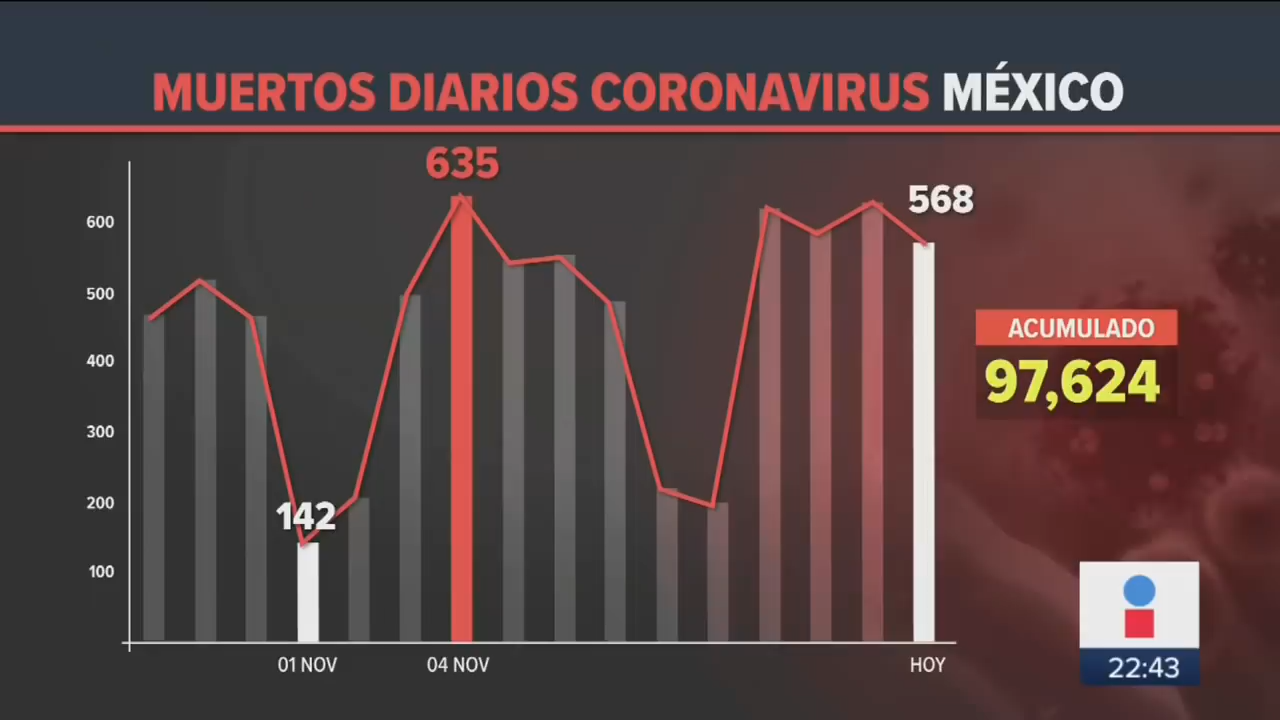 MUERTOS DIARIOS CORONAVIRUS MÉXICO
635
568
600
500
400
300
200
100
142
ACUMULADO
97,624
01 NOV
04 NOV
HOY
22:43